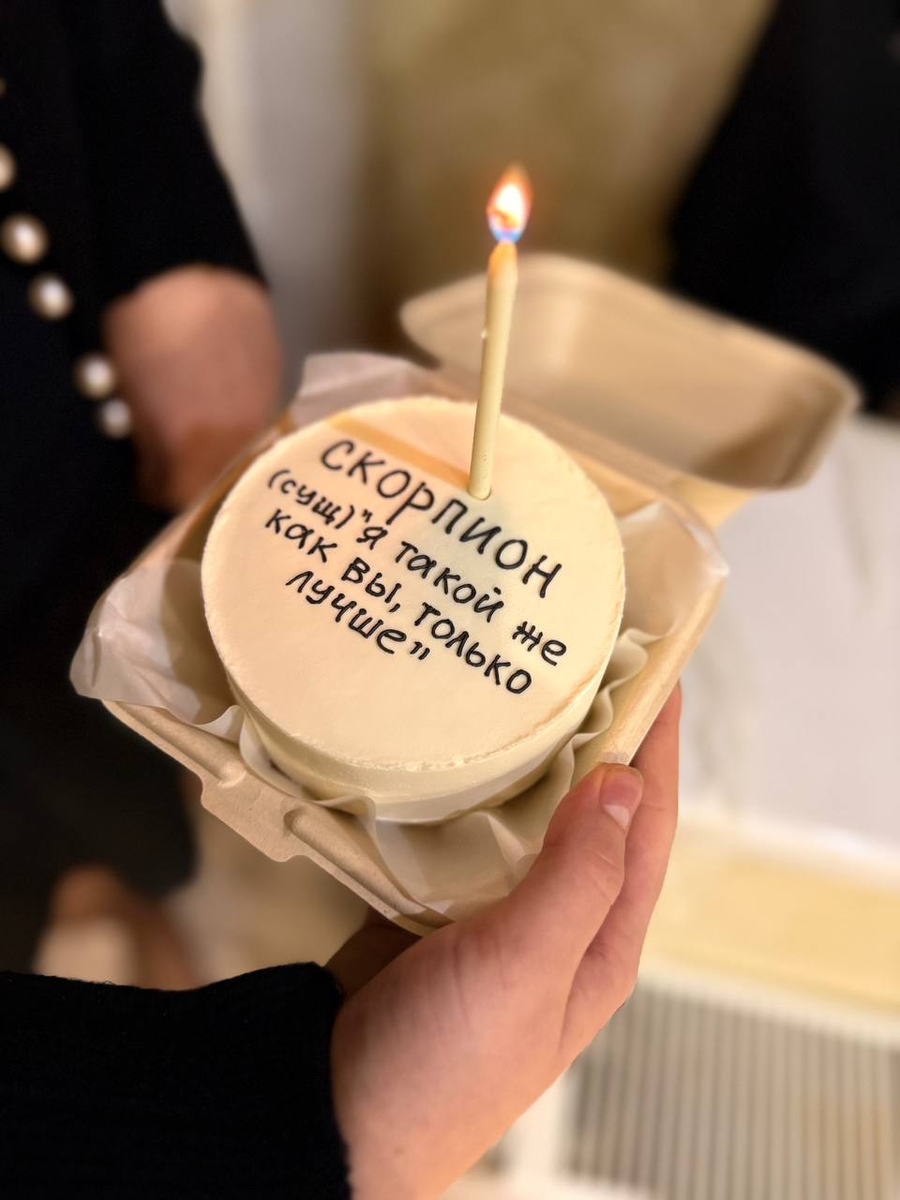 СКОРПИОН
(сущ) "Я такой же
как вы, только
лучше"